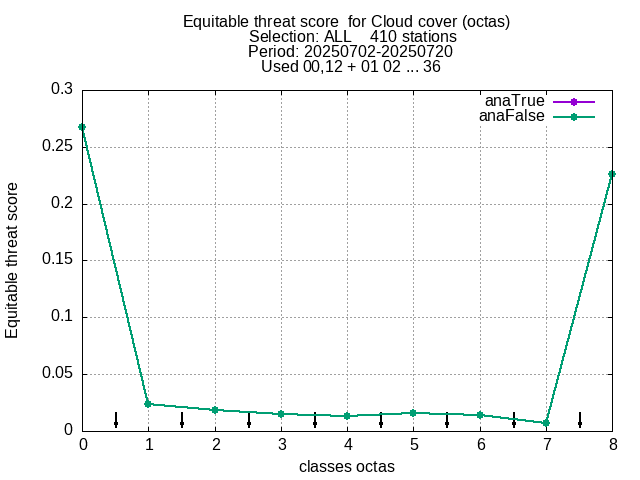 Equitable threat score  for Cloud cover (octas)
Selection: ALL    410 stations
Period: 20250702-20250720
Used 00,12 + 01 02 ... 36
anaTrue
anaFalse
0.3
0.25
0.2
0.15
0.1
0.05
0
Equitable threat score
0 1 2 3 4 5 6 7 8
classes octas